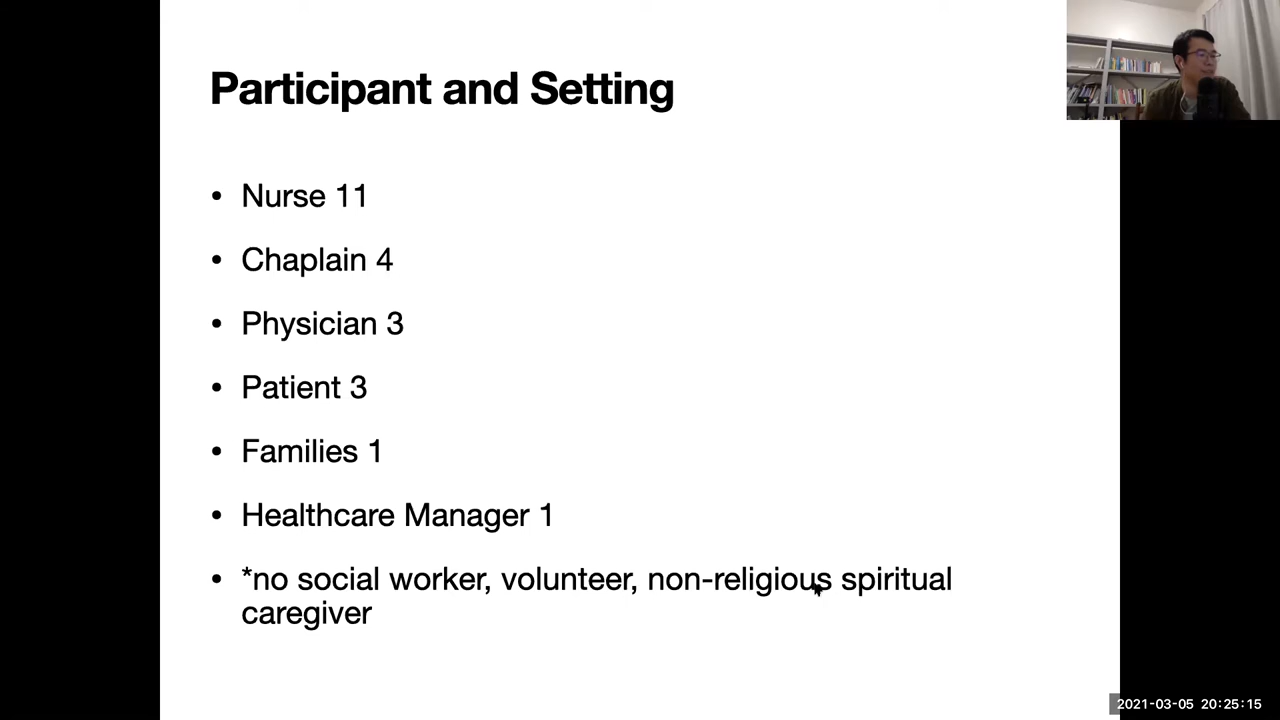 Participant and Setting
• Nurse 11
• Chaplain 4
• Physician 3
• Patient 3
• Families 1
• Healthcare Manager 1
• *no social worker, volunteer, non-religious spiritual
caregiver
2021-03-05 20:25:15